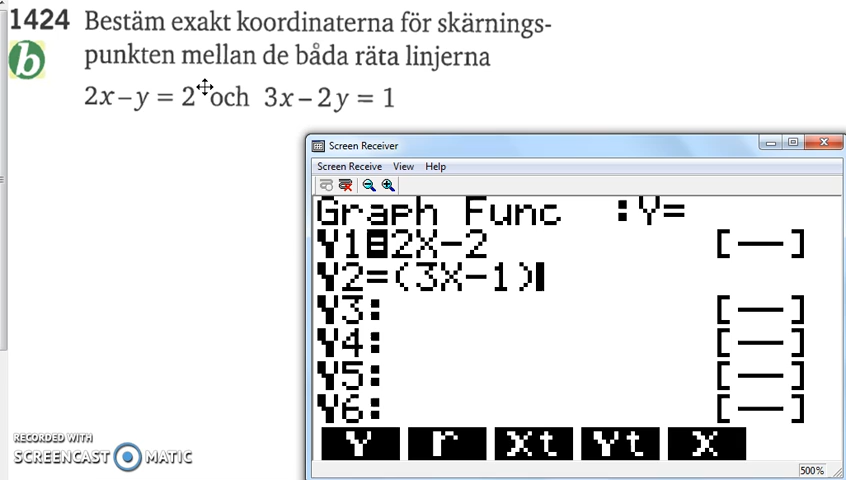 1424 Bestäm exakt koordinaterna för skärnings-
b punkten mellan de båda räta linjerna
2x – y = 2 och 3x – 2y = 1
Screen Receiver
Screen Receive View Help
Graph Func :Y=
Y1=2X-2 [—]
Y2=(3X-1)
Y3: [—]
Y4: [—]
Y5: [—]
Y6: [—]
Y r Xt Yt X
500%
RECORDED WITH
SCREENCAST MATIC